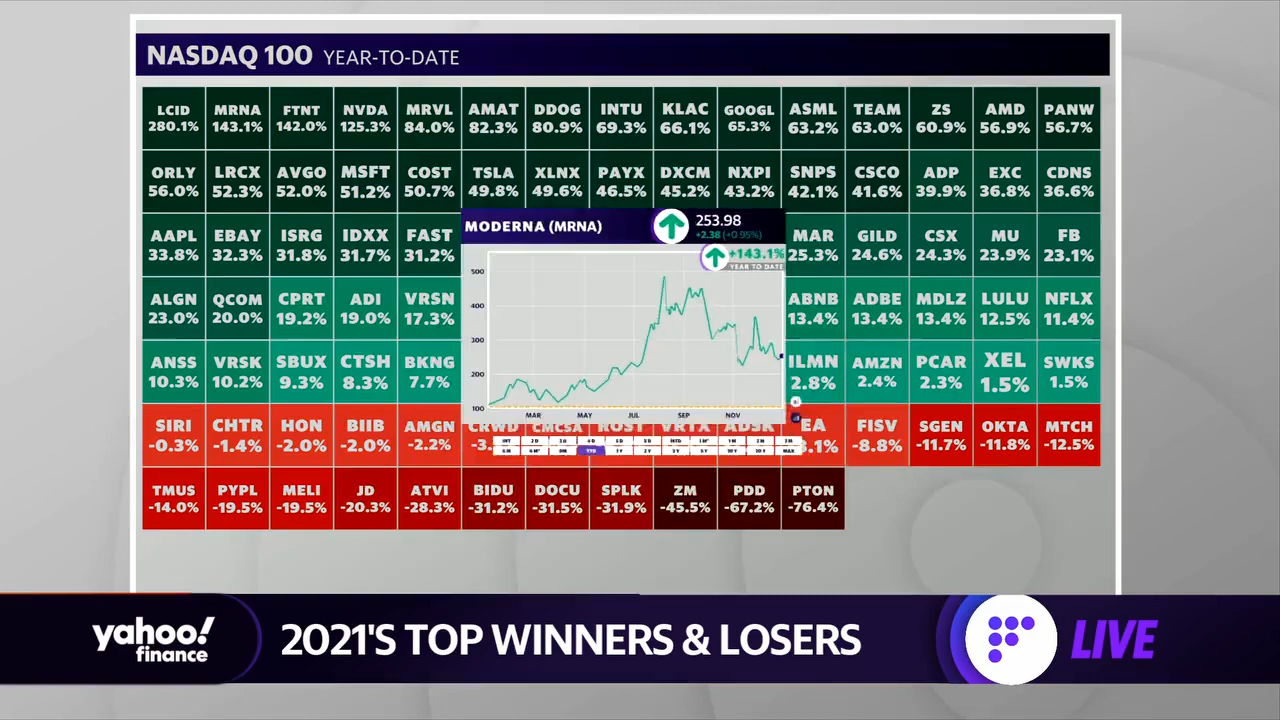 NASDAQ 100 YEAR-TO-DATE
LCID MRNA FTNT NVDA MRVL AMAT DDOG INTU KLAC GOOGL ASML TEAM ZS AMD PANW
280.1% 143.1% 142.0% 125.3% 84.0% 82.3% 80.9% 69.3% 66.1% 65.3% 63.2% 63.0% 60.9% 56.9% 56.7%
ORLY LRCX AVGO MSFT COST TSLA XLNX PAYX DXCM NXPI SNPS CSCO ADP EXC CDNS
56.0% 52.3% 52.0% 51.2% 50.7% 49.8% 49.6% 46.5% 45.2% 43.2% 42.1% 41.6% 39.9% 36.8% 36.6%
MODERNA (MRNA) 253.98
+2.38 (+0.95%)
AAPL EBAY ISRG IDXX FAST MAR GILD CSX MU FB
33.8% 32.3% 31.8% 31.7% 31.2% 25.3% 24.6% 24.3% 23.9% 23.1%
+143.1%
YEAR TO DATE
500
400
300
200
100
MAR MAY JUL SEP NOV
ALGN QCOM CPRT ADI VRSN ABNB ADBE MDLZ LULU NFLX
23.0% 20.0% 19.2% 19.0% 17.3% 13.4% 13.4% 13.4% 12.5% 11.4%
ANSS VRSK SBUX CTSH BKNG ILMN AMZN PCAR XEL SWKS
10.3% 10.2% 9.3% 8.3% 7.7% 2.8% 2.4% 2.3% 1.5% 1.5%
SIRI CHTR HON BIIB AMGN CRWD CMCSA ROST VRTX ADSK EA FISV SGEN OKTA MTCH
-0.3% -1.4% -2.0% -2.0% -2.2% -8.8% -11.7% -11.8% -12.5%
YTD
MAX
TMUS PYPL MELI JD ATVI BIDU DOCU SPLK ZM PDD PTON
-14.0% -19.5% -19.5% -20.3% -28.3% -31.2% -31.5% -31.9% -45.5% -67.2% -76.4%
yahoo!
finance
2021'S TOP WINNERS & LOSERS
LIVE